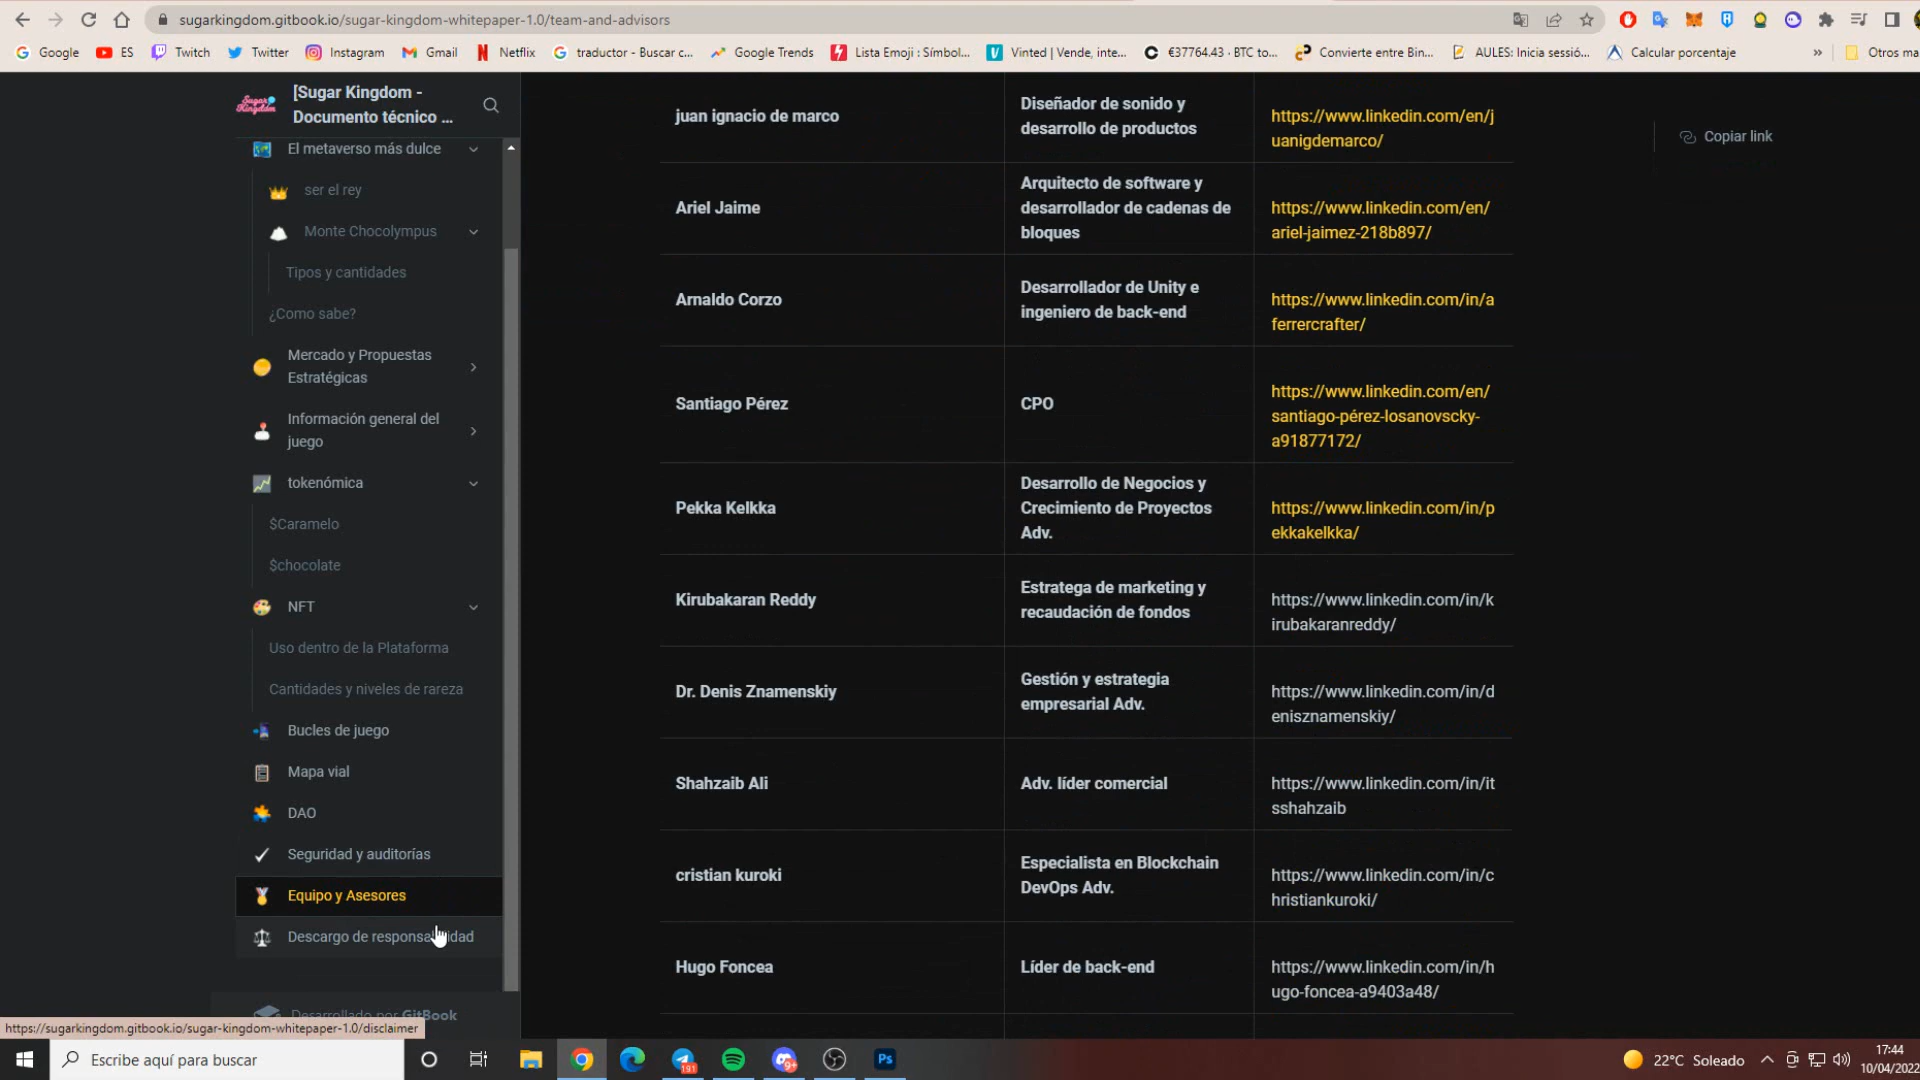 sugarkingdom.gitbook.io/sugar-kingdom-whitepaper-1.0/team-and-advisors
Google
ES
Twitch
Twitter
Instagram
Gmail
Netflix
traductor - Buscar c...
Google Trends
Lista Emoji : Símbol...
Vinted | Vende, inte...
€37764.43 · BTC to...
Convierte entre Bin...
AULES: Inicia sessió...
Calcular porcentaje
»
Otros ma
Sugar Kingdom
[Sugar Kingdom -
Documento técnico ...
El metaverso más dulce
ser el rey
Monte Chocolympus
Tipos y cantidades
¿Como sabe?
Mercado y Propuestas
Estratégicas
Información general del
juego
tokenómica
$Caramelo
$chocolate
NFT
Uso dentro de la Plataforma
Cantidades y niveles de rareza
Bucles de juego
Mapa vial
DAO
Seguridad y auditorías
Equipo y Asesores
Descargo de responsabilidad
Desarrollado por GitBook
juan ignacio de marco
Diseñador de sonido y
desarrollo de productos
https://www.linkedin.com/en/j
uanigdemarco/
Ariel Jaime
Arquitecto de software y
desarrollador de cadenas de
bloques
https://www.linkedin.com/en/
ariel-jaimez-218b897/
Arnaldo Corzo
Desarrollador de Unity e
ingeniero de back-end
https://www.linkedin.com/in/a
ferrercrafter/
Santiago Pérez
CPO
https://www.linkedin.com/en/
santiago-pérez-losanovscky-
a91877172/
Pekka Kelkka
Desarrollo de Negocios y
Crecimiento de Proyectos
Adv.
https://www.linkedin.com/in/p
ekkakelkka/
Kirubakaran Reddy
Estratega de marketing y
recaudación de fondos
https://www.linkedin.com/in/k
irubakaranreddy/
Dr. Denis Znamenskiy
Gestión y estrategia
empresarial Adv.
https://www.linkedin.com/in/d
enisznamenskiy/
Shahzaib Ali
Adv. líder comercial
https://www.linkedin.com/in/it
sshahzaib
cristian kuroki
Especialista en Blockchain
DevOps Adv.
https://www.linkedin.com/in/c
hristiankuroki/
Hugo Foncea
Líder de back-end
https://www.linkedin.com/in/h
ugo-foncea-a9403a48/
Copiar link
https://sugarkingdom.gitbook.io/sugar-kingdom-whitepaper-1.0/disclaimer
Escribe aquí para buscar
191
9+
Ps
22°C Soleado
17:44
10/04/2022